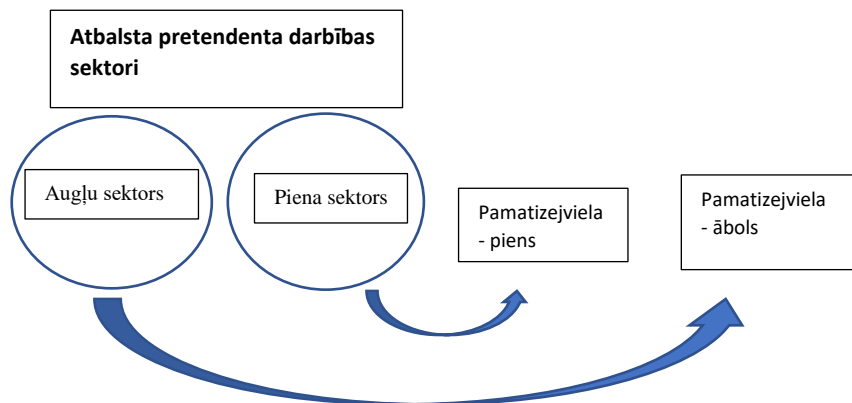 Atbalsta pretendenta darbības
sektori
Augļu sektors
Piena sektors
Pamatizejviela
- piens
Pamatizejviela
- ābols